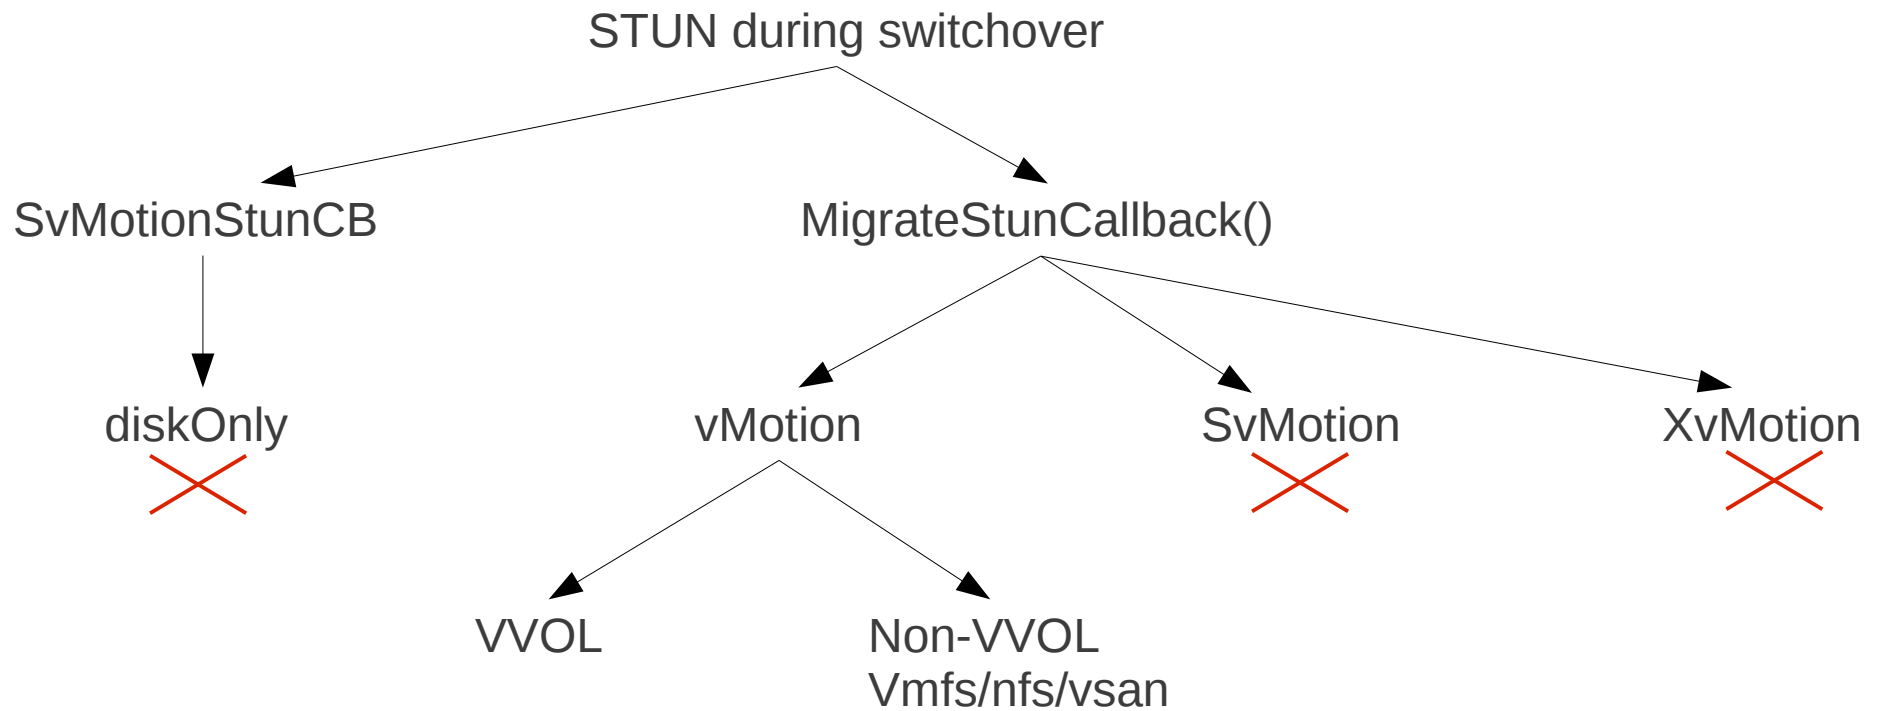 STUN during switchover
SvMotionStunCB
MigrateStunCallback()
diskOnly
vMotion
SvMotion
XvMotion
VVOL
Non-VVOL
Vmfs/nfs/vsan